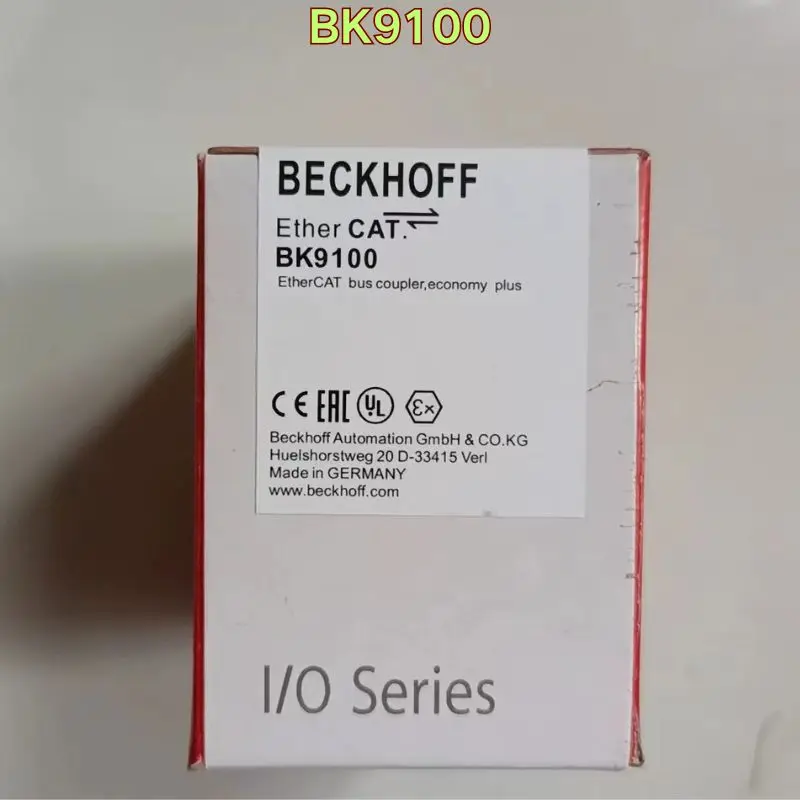 BK9100
BECKHOFF
Ether CAT.
BK9100
EtherCAT bus coupler,economy plus
CE EAC UL Ex
Beckhoff Automation GmbH & CO.KG
Huelshorstweg 20 D-33415 Verl
Made in GERMANY
www.beckhoff.com
I/O Series